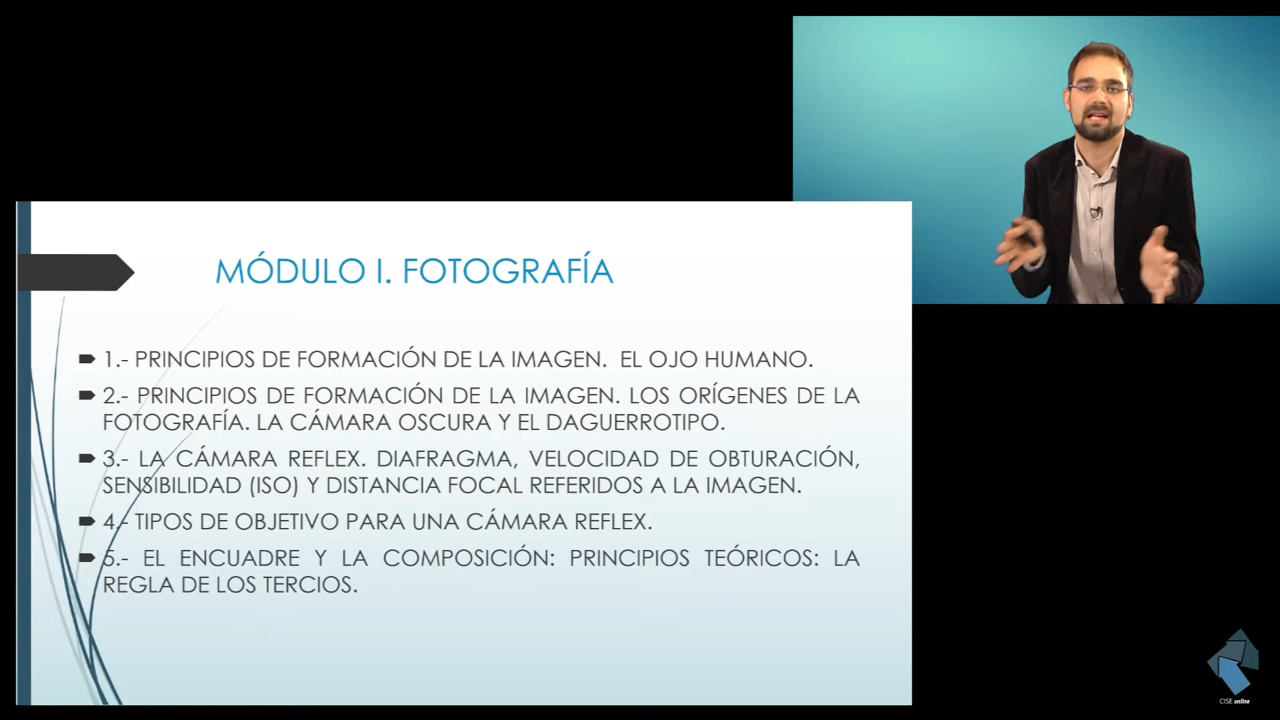 MÓDULO I. FOTOGRAFÍA
1.- PRINCIPIOS DE FORMACIÓN DE LA IMAGEN. EL OJO HUMANO.
2.- PRINCIPIOS DE FORMACIÓN DE LA IMAGEN. LOS ORÍGENES DE LA
FOTOGRAFÍA. LA CÁMARA OSCURA Y EL DAGUERROTIPO.
3.- LA CÁMARA REFLEX. DIAFRAGMA, VELOCIDAD DE OBTURACIÓN,
SENSIBILIDAD (ISO) Y DISTANCIA FOCAL REFERIDOS A LA IMAGEN.
4.- TIPOS DE OBJETIVO PARA UNA CÁMARA REFLEX.
5.- EL ENCUADRE Y LA COMPOSICIÓN: PRINCIPIOS TEÓRICOS: LA
REGLA DE LOS TERCIOS.
CISE online